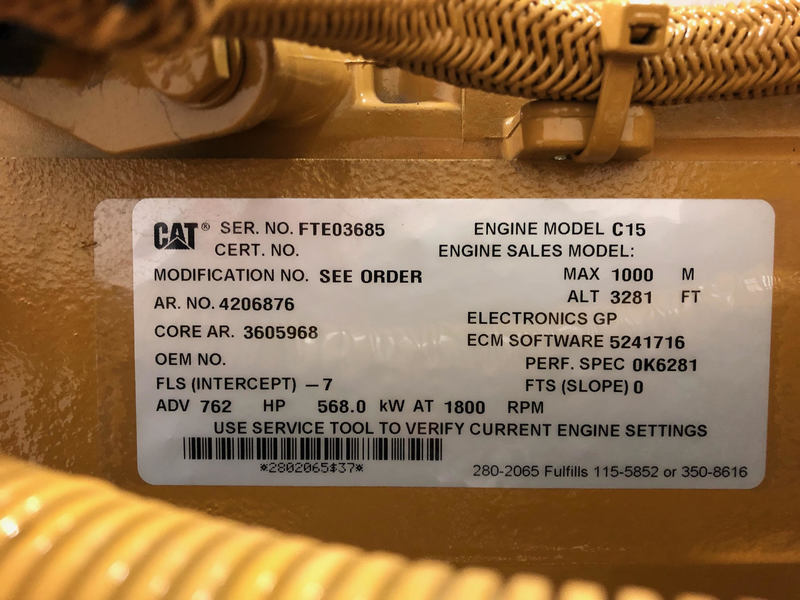 CAT® SER. NO. FTE03685 ENGINE MODEL C15
CERT. NO. ENGINE SALES MODEL:
MODIFICATION NO. SEE ORDER MAX 1000 M
AR. NO. 4206876 ALT 3281 FT
ELECTRONICS GP
CORE AR. 3605968 ECM SOFTWARE 5241716
OEM NO. PERF. SPEC 0K6281
FLS (INTERCEPT) -7 FTS (SLOPE) 0
ADV 762 HP 568.0 kW AT 1800 RPM
USE SERVICE TOOL TO VERIFY CURRENT ENGINE SETTINGS
*2802065$37*
280-2065 Fulfills 115-5852 or 350-8616